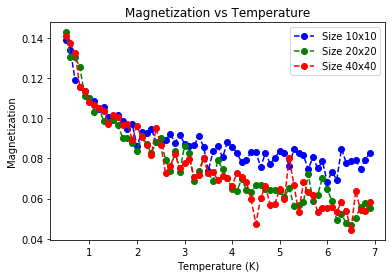 Magnetization vs Temperature
Size 10x10
Size 20x20
Size 40x40
Magnetization
0.14
0.12
0.10
0.08
0.06
0.04
1 2 3 4 5 6 7
Temperature (K)